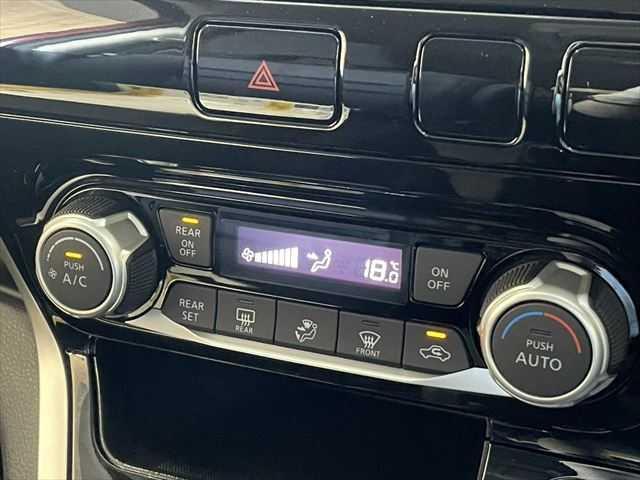 PUSH
A/C
REAR
ON
OFF
18.0°C
ON
OFF
REAR
SET
REAR
FRONT
PUSH
AUTO